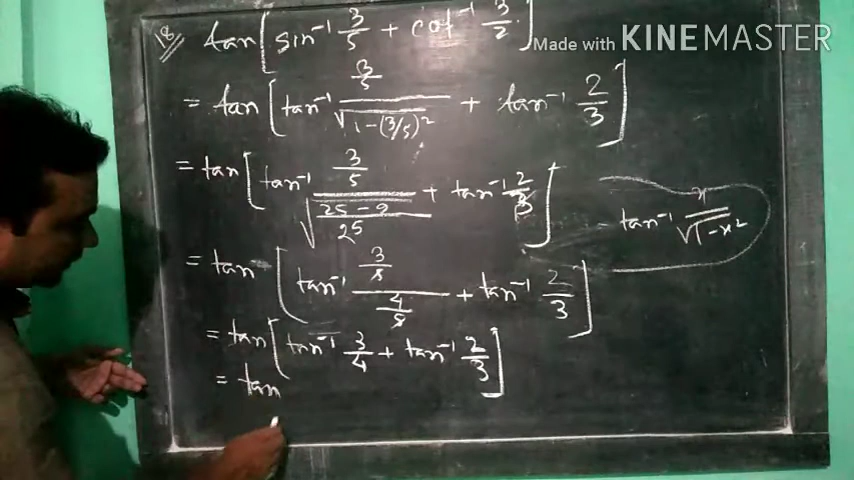 18 tan[sin⁻¹ 3/5 + cot⁻¹ 3/2]
Made with KINEMASTER
= tan[tan⁻¹ (3/5)/√(1-(3/5)²) + tan⁻¹ 2/3]
= tan[tan⁻¹ (3/5)/√((25-9)/25) + tan⁻¹ 2/3]
tan⁻¹ x/√(1-x²)
= tan[tan⁻¹ (3/5)/(4/5) + tan⁻¹ 2/3]
= tan[tan⁻¹ 3/4 + tan⁻¹ 2/3]
= tan